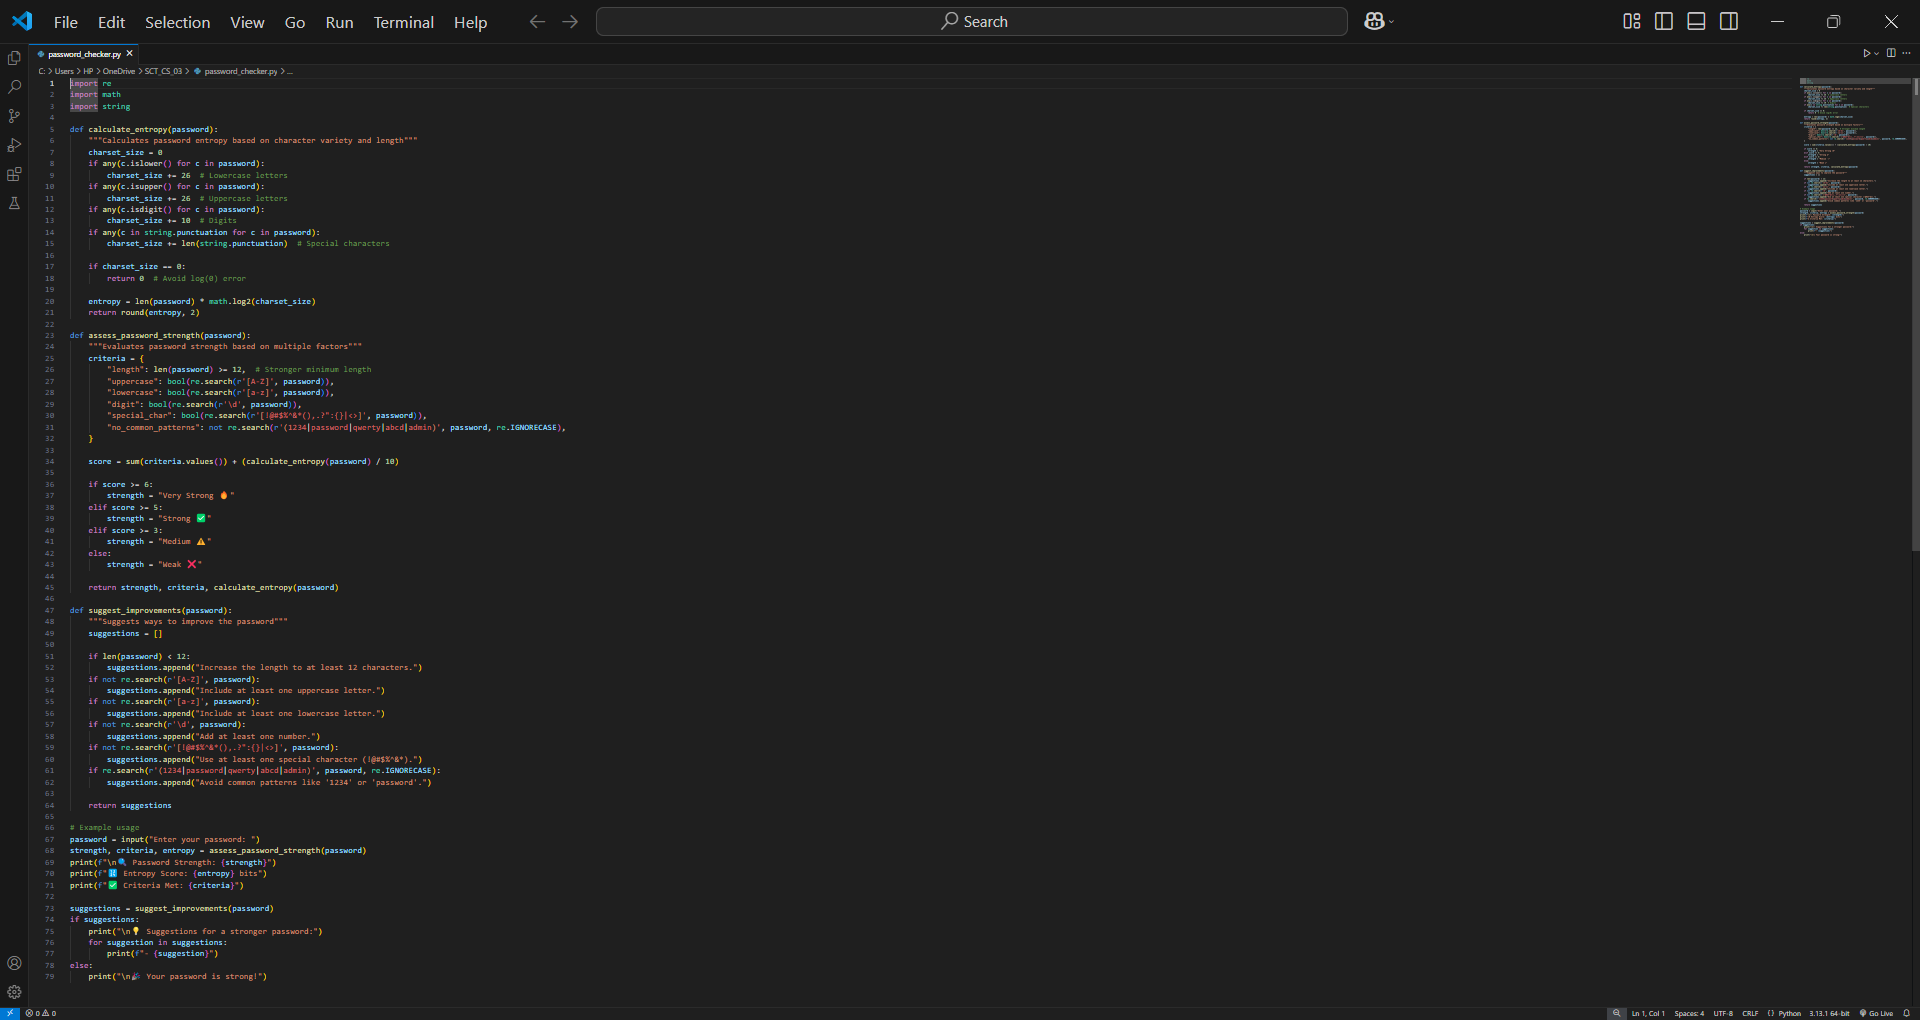 File Edit Selection View Go Run Terminal Help Search
password_checker.py
C: > Users > HP > OneDrive > SCT_CS_03 > password_checker.py > ...
1 import re
2 import math
3 import string
4
5 def calculate_entropy(password):
6 """Calculates password entropy based on character variety and length"""
7 charset_size = 0
8 if any(c.islower() for c in password):
9 charset_size += 26 # Lowercase letters
10 if any(c.isupper() for c in password):
11 charset_size += 26 # Uppercase letters
12 if any(c.isdigit() for c in password):
13 charset_size += 10 # Digits
14 if any(c in string.punctuation for c in password):
15 charset_size += len(string.punctuation) # Special characters
16
17 if charset_size == 0:
18 return 0 # Avoid log(0) error
19
20 entropy = len(password) * math.log2(charset_size)
21 return round(entropy, 2)
22
23 def assess_password_strength(password):
24 """Evaluates password strength based on multiple factors"""
25 criteria = {
26 "length": len(password) >= 12, # Stronger minimum length
27 "uppercase": bool(re.search(r'[A-Z]', password)),
28 "lowercase": bool(re.search(r'[a-z]', password)),
29 "digit": bool(re.search(r'\d', password)),
30 "special_char": bool(re.search(r'[!@#$%^&*(),.?":{}|<>]', password)),
31 "no_common_patterns": not re.search(r'(1234|password|qwerty|abcd|admin)', password, re.IGNORECASE),
32 }
33
34 score = sum(criteria.values()) + (calculate_entropy(password) / 10)
35
36 if score >= 6:
37 strength = "Very Strong 🔥"
38 elif score >= 5:
39 strength = "Strong ✅"
40 elif score >= 3:
41 strength = "Medium ⚠️"
42 else:
43 strength = "Weak ❌"
44
45 return strength, criteria, calculate_entropy(password)
46
47 def suggest_improvements(password):
48 """Suggests ways to improve the password"""
49 suggestions = []
50
51 if len(password) < 12:
52 suggestions.append("Increase the length to at least 12 characters.")
53 if not re.search(r'[A-Z]', password):
54 suggestions.append("Include at least one uppercase letter.")
55 if not re.search(r'[a-z]', password):
56 suggestions.append("Include at least one lowercase letter.")
57 if not re.search(r'\d', password):
58 suggestions.append("Add at least one number.")
59 if not re.search(r'[!@#$%^&*(),.?":{}|<>]', password):
60 suggestions.append("Use at least one special character (!@#$%^&*).")
61 if re.search(r'(1234|password|qwerty|abcd|admin)', password, re.IGNORECASE):
62 suggestions.append("Avoid common patterns like '1234' or 'password'.")
63
64 return suggestions
65
66 # Example usage
67 password = input("Enter your password: ")
68 strength, criteria, entropy = assess_password_strength(password)
69 print(f"\n🔍 Password Strength: {strength}")
70 print(f"🔢 Entropy Score: {entropy} bits")
71 print(f"✅ Criteria Met: {criteria}")
72
73 suggestions = suggest_improvements(password)
74 if suggestions:
75 print("\n💡 Suggestions for a stronger password:")
76 for suggestion in suggestions:
77 print(f"- {suggestion}")
78 else:
79 print("\n🎉 Your password is strong!")
0 0 Ln 1, Col 1 Spaces: 4 UTF-8 CRLF {} Python 3.13.1 64-bit Go Live